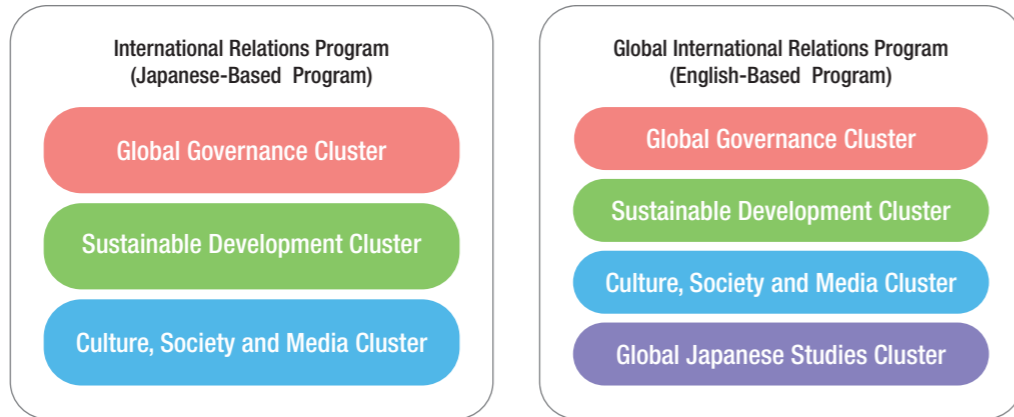 International Relations Program
(Japanese-Based Program)
Global Governance Cluster
Sustainable Development Cluster
Culture, Society and Media Cluster
Global International Relations Program
(English-Based Program)
Global Governance Cluster
Sustainable Development Cluster
Culture, Society and Media Cluster
Global Japanese Studies Cluster